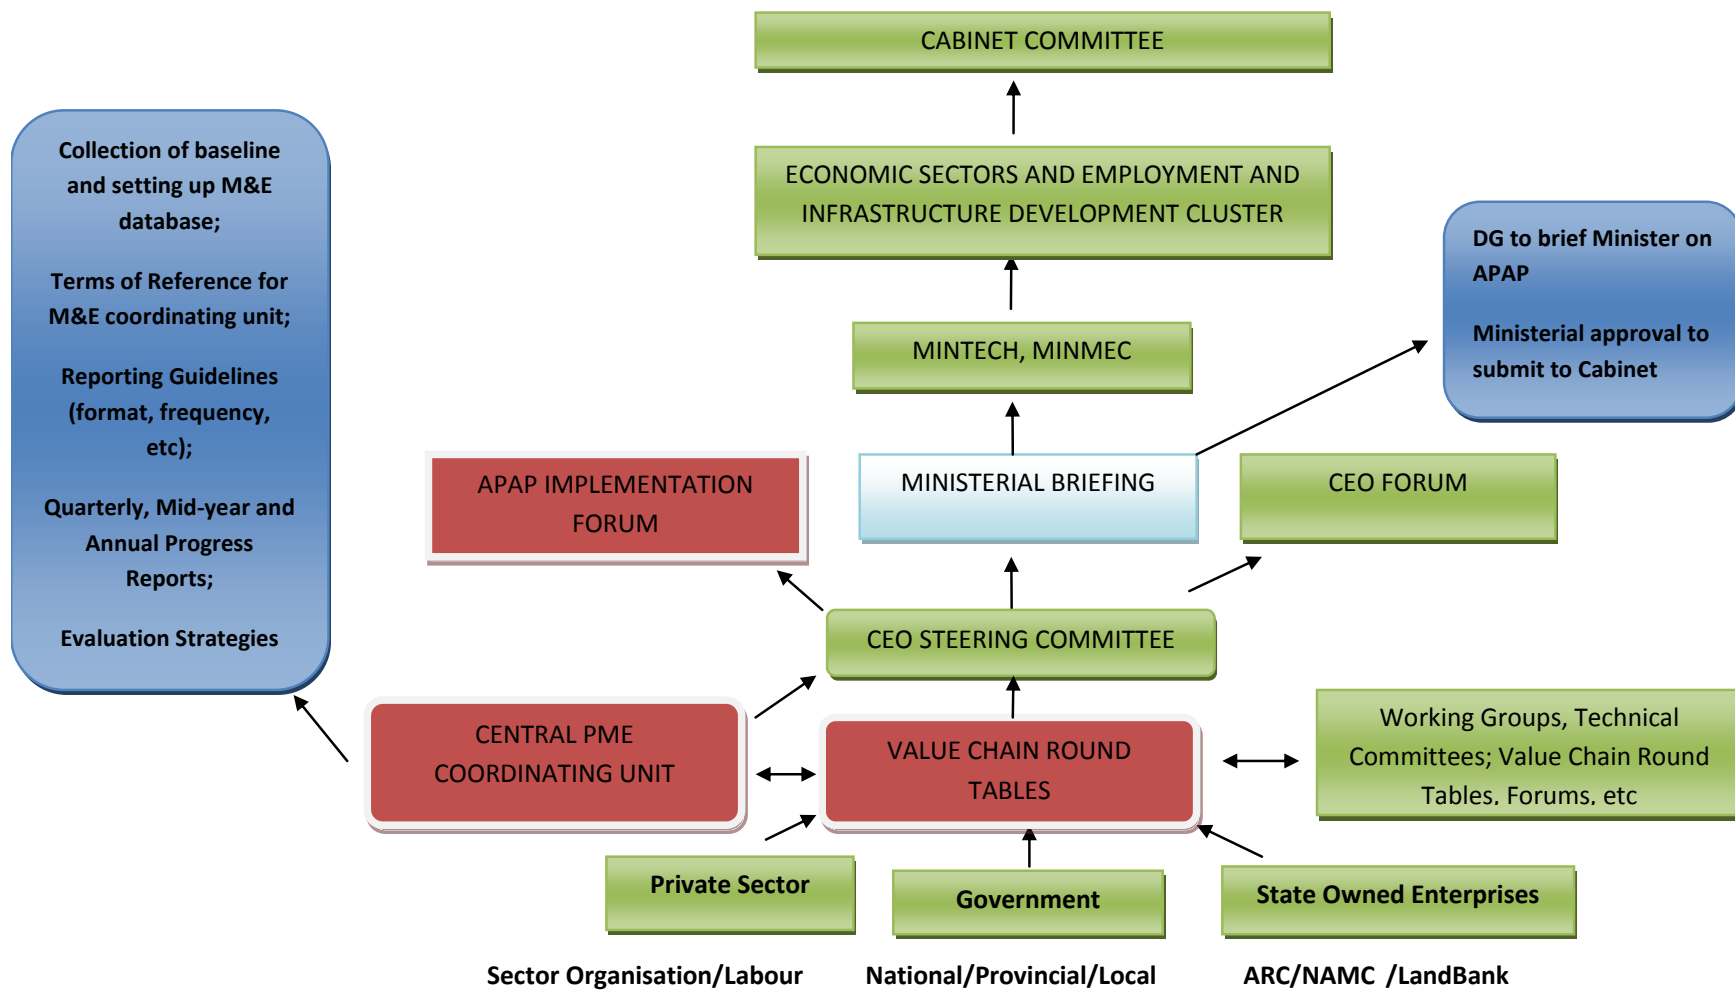 CABINET COMMITTEE
Collection of baseline
and setting up M&E
database;
Terms of Reference for
M&E coordinating unit;
Reporting Guidelines
(format, frequency,
etc);
Quarterly, Mid-year and
Annual Progress
Reports;
Evaluation Strategies
ECONOMIC SECTORS AND EMPLOYMENT AND
INFRASTRUCTURE DEVELOPMENT CLUSTER
DG to brief Minister on
APAP
Ministerial approval to
submit to Cabinet
MINTECH, MINMEC
APAP IMPLEMENTATION
FORUM
MINISTERIAL BRIEFING
CEO FORUM
CEO STEERING COMMITTEE
CENTRAL PME
COORDINATING UNIT
VALUE CHAIN ROUND
TABLES
Working Groups, Technical
Committees; Value Chain Round
Tables, Forums, etc
Private Sector
Government
State Owned Enterprises
Sector Organisation/Labour
National/Provincial/Local
ARC/NAMC /LandBank